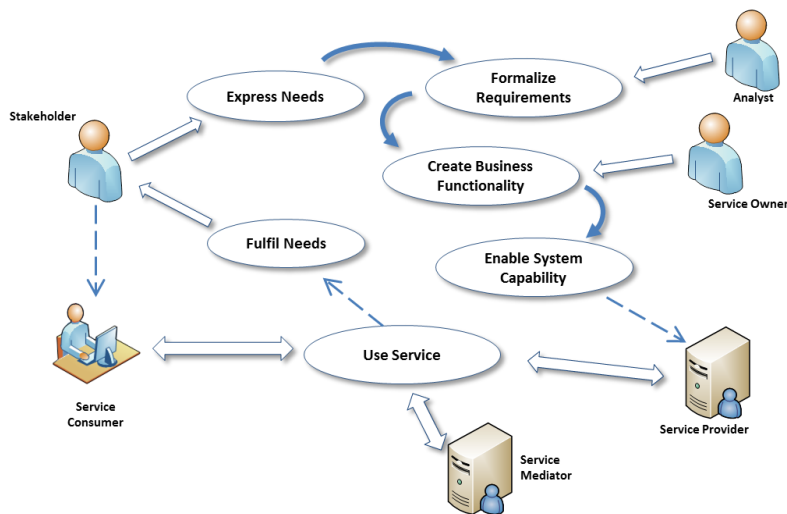 Stakeholder
Express Needs
Formalize
Requirements
Analyst
Create Business
Functionality
Service Owner
Fulfil Needs
Enable System
Capability
Use Service
Service
Consumer
Service Provider
Service
Mediator